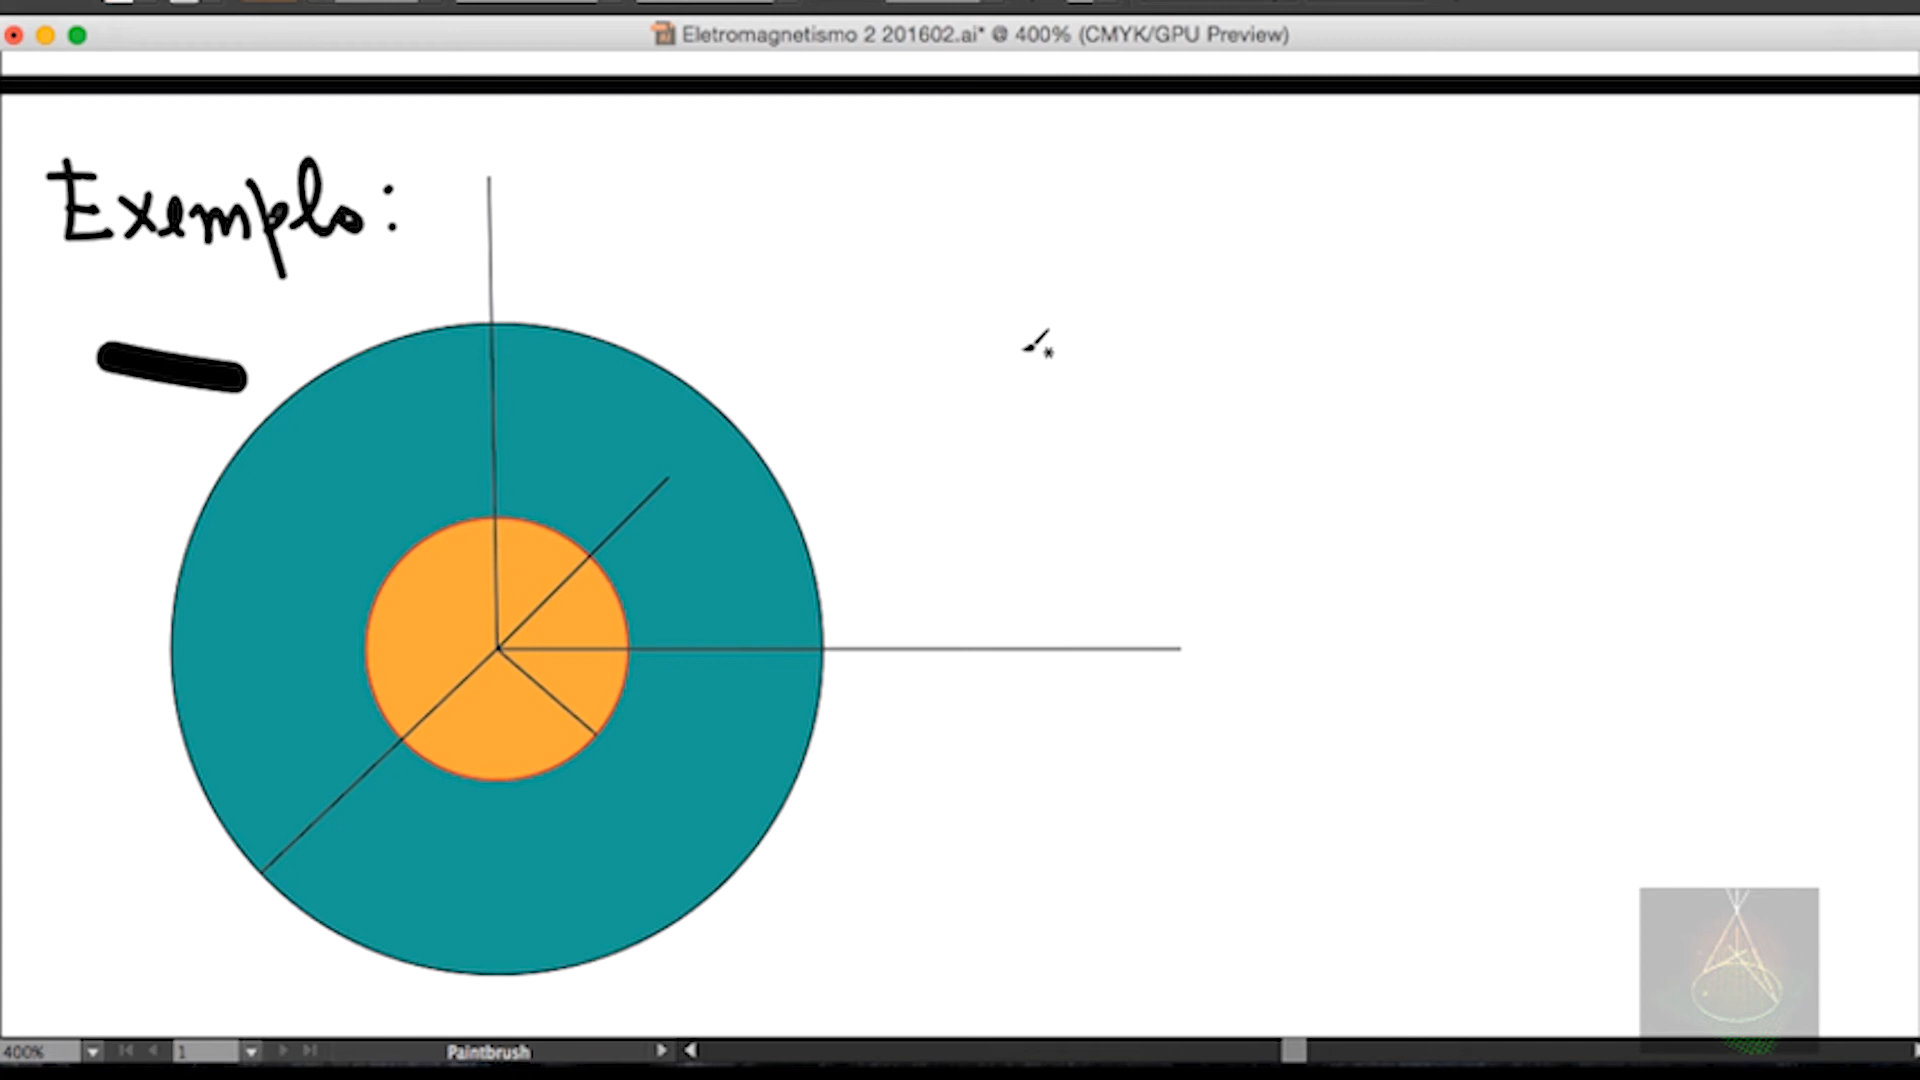 Eletromagnetismo 2 201602.ai* @ 400% (CMYK/GPU Preview)
Exemplo:
400%
1
Paintbrush